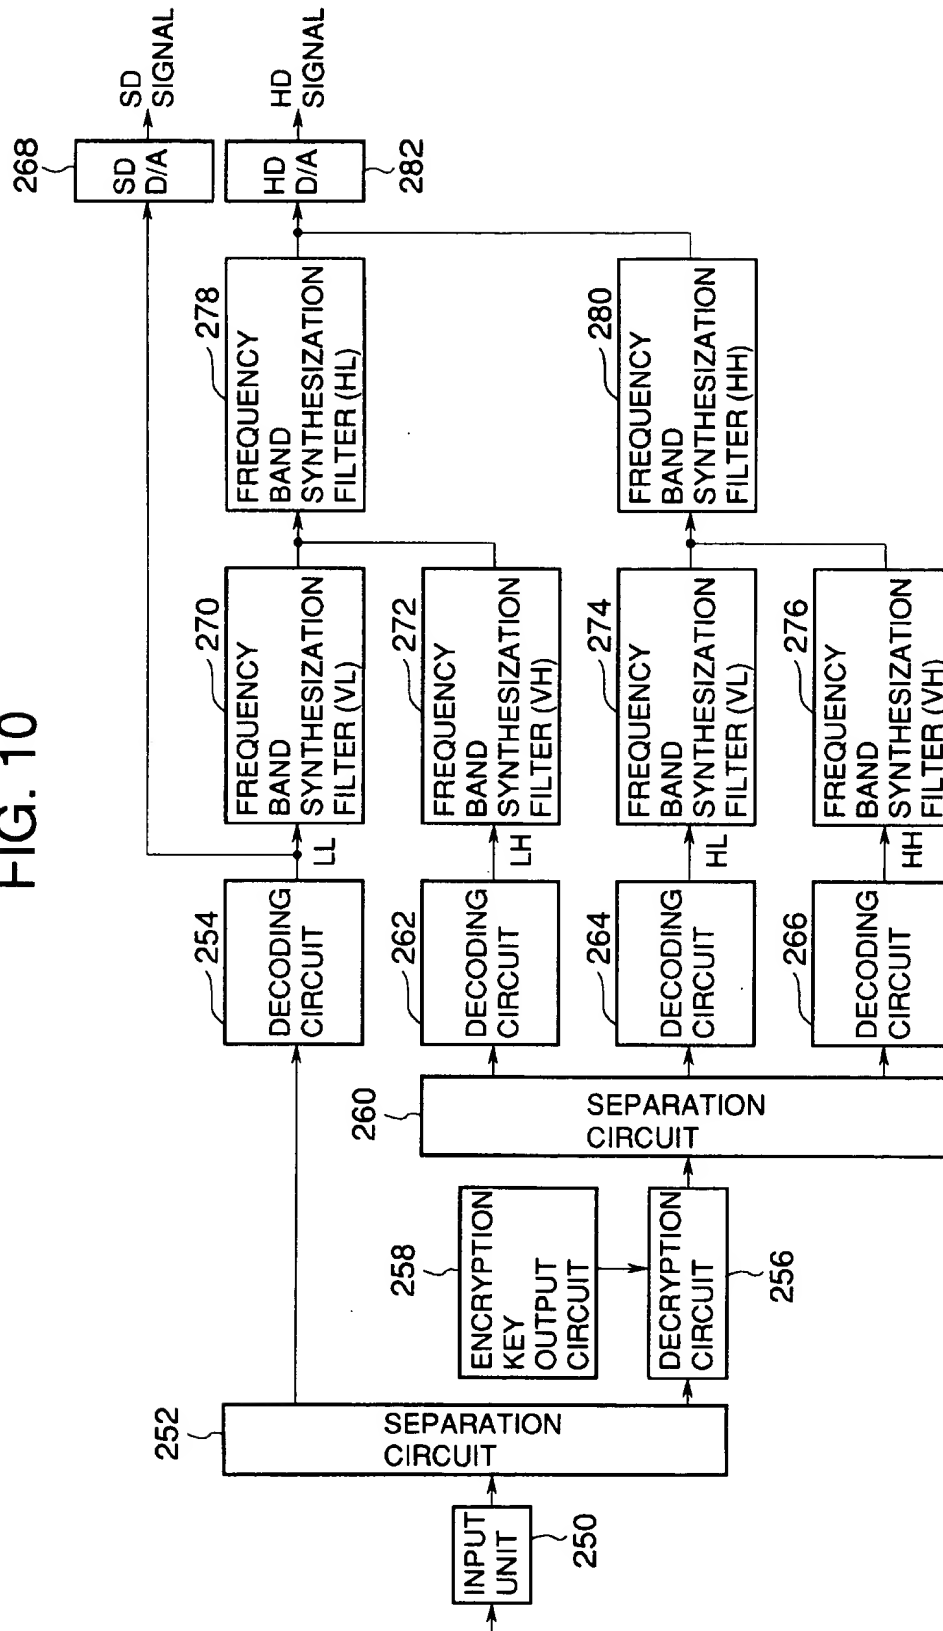 FIG. 10
INPUT
UNIT
250
252
SEPARATION
CIRCUIT
254
DECODING
CIRCUIT
LL
258
ENCRYPTION
KEY
OUTPUT
CIRCUIT
DECRYPTION
CIRCUIT
256
260
SEPARATION
CIRCUIT
262
DECODING
CIRCUIT
LH
264
DECODING
CIRCUIT
HL
266
DECODING
CIRCUIT
HH
270
FREQUENCY
BAND
SYNTHESIZATION
FILTER (VL)
272
FREQUENCY
BAND
SYNTHESIZATION
FILTER (VH)
274
FREQUENCY
BAND
SYNTHESIZATION
FILTER (VL)
276
FREQUENCY
BAND
SYNTHESIZATION
FILTER (VH)
278
FREQUENCY
BAND
SYNTHESIZATION
FILTER (HL)
280
FREQUENCY
BAND
SYNTHESIZATION
FILTER (HH)
268
SD
D/A
SD
SIGNAL
HD
D/A
282
HD
SIGNAL